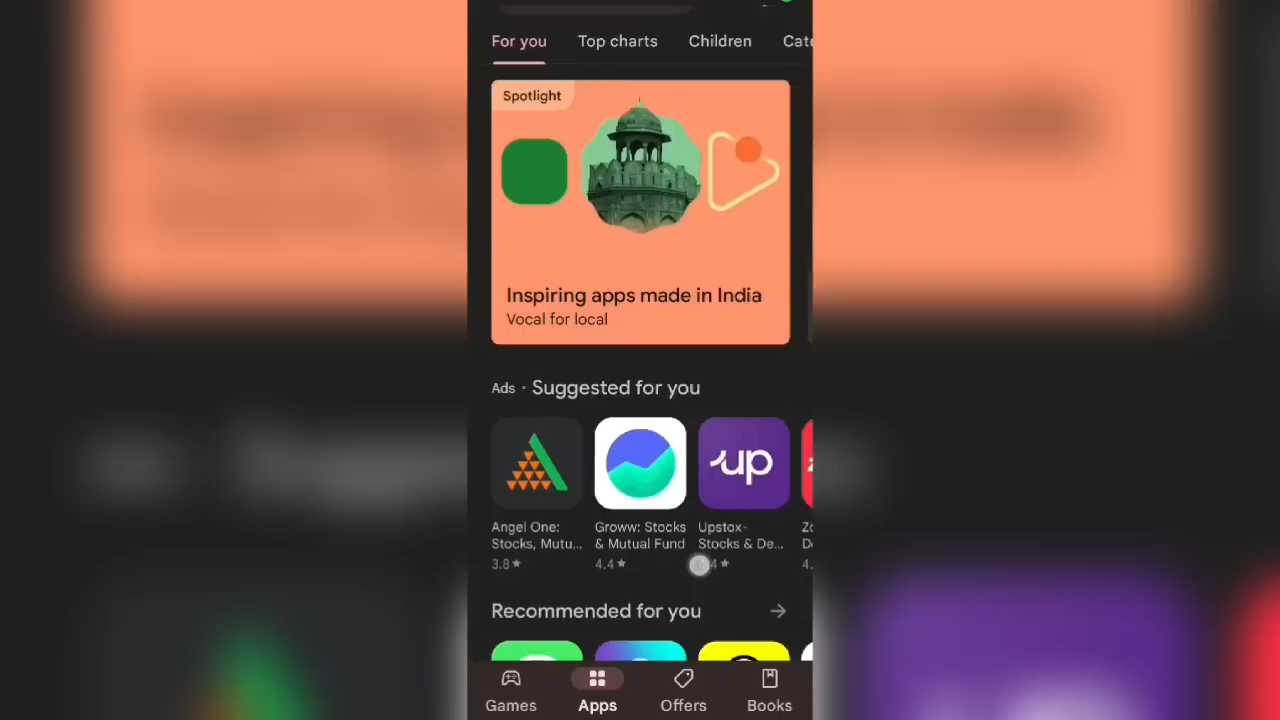 For you Top charts Children
Spotlight
Inspiring apps made in India
Vocal for local
Ads · Suggested for you
up
Angel One: Groww: Stocks Upstox-
Stocks, Mutu... & Mutual Fund Stocks & De...
3.8★ 4.4★
Recommended for you
Games Apps Offers Books